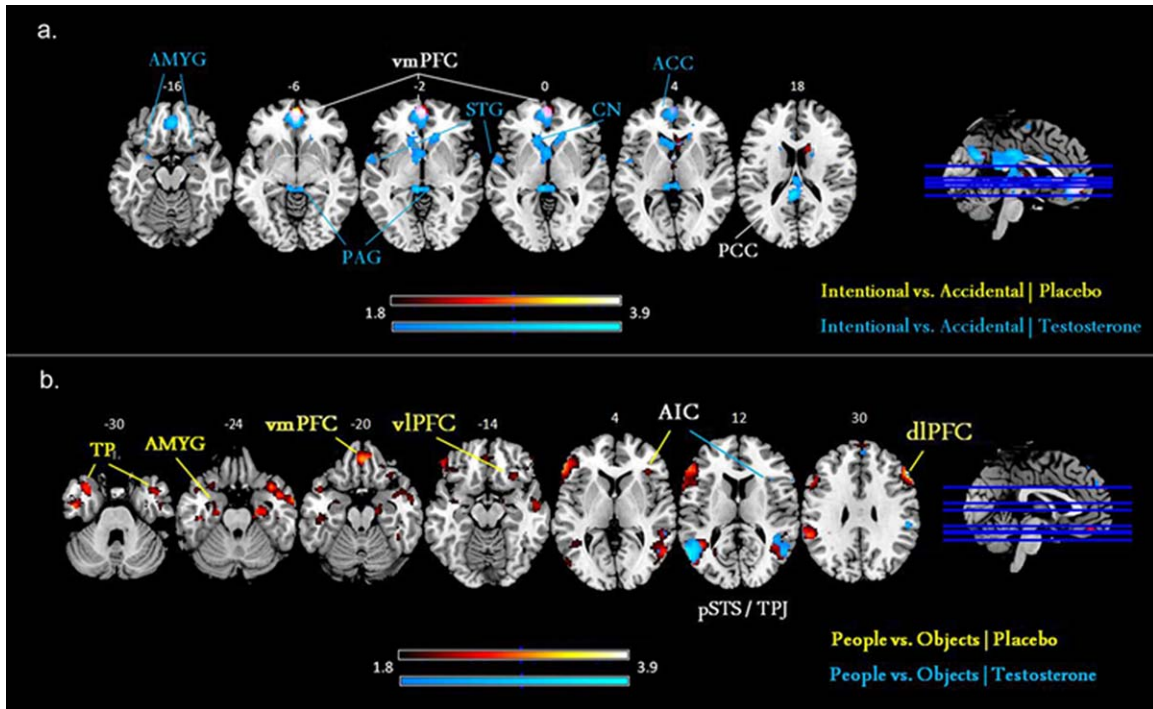 a.
AMYG
vmPFC
ACC
-16
-6
-2
0
4
18
STG
CN
PAG
PCC
1.8
3.9
Intentional vs. Accidental | Placebo
Intentional vs. Accidental | Testosterone
b.
-30
-24
-20
-14
4
12
30
TP
AMYG
vmPFC
vlPFC
AIC
dlPFC
pSTS / TPJ
1.8
3.9
People vs. Objects | Placebo
People vs. Objects | Testosterone